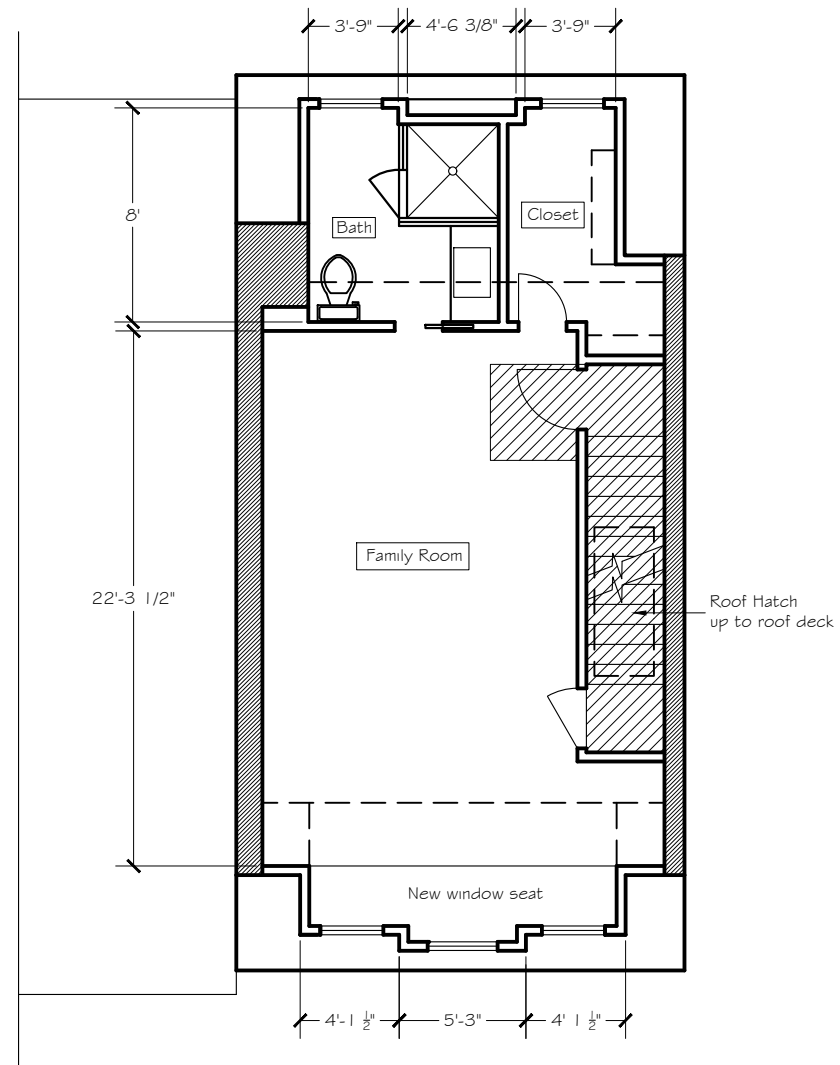 3'-9" 4'-6 3/8" 3'-9"
8'
Bath
Closet
Family Room
22'-3 1/2"
Roof Hatch
up to roof deck
New window seat
4'-1 ½" 5'-3" 4' 1 ½"